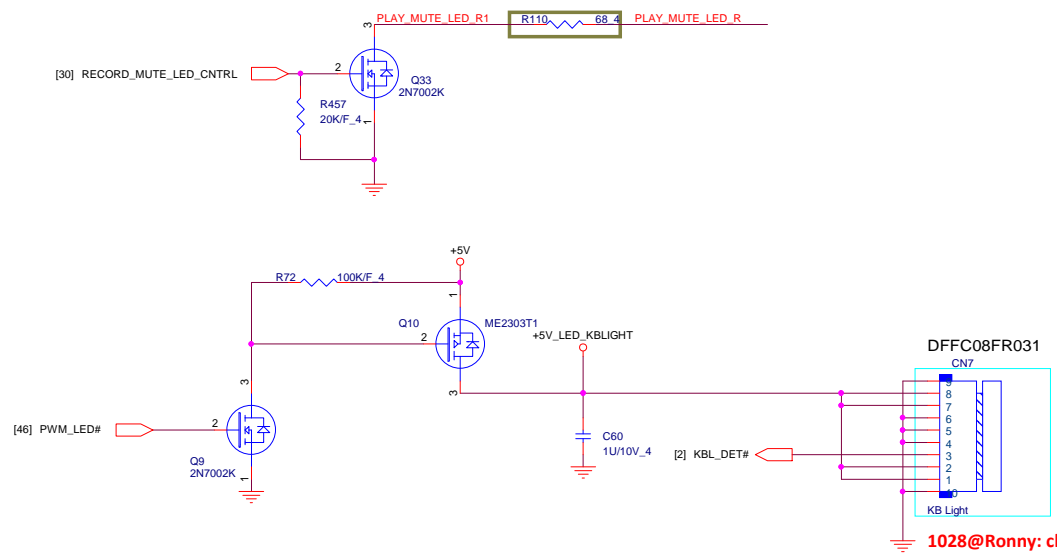 PLAY_MUTE_LED_R1 R110 68_4 PLAY_MUTE_LED_R
3
[30] RECORD_MUTE_LED_CNTRL 2
Q33
2N7002K
R457
20K/F_4
1
+5V
R72 100K/F_4
1
Q10 ME2303T1
2
+5V_LED_KBLIGHT
3
DFFC08FR031
CN7
9
8
7
6
5
4
3
2
1
10
KB Light
3
[46] PWM_LED# 2
Q9
2N7002K
1
C60
1U/10V_4
[2] KBL_DET#
1028@Ronny: cl